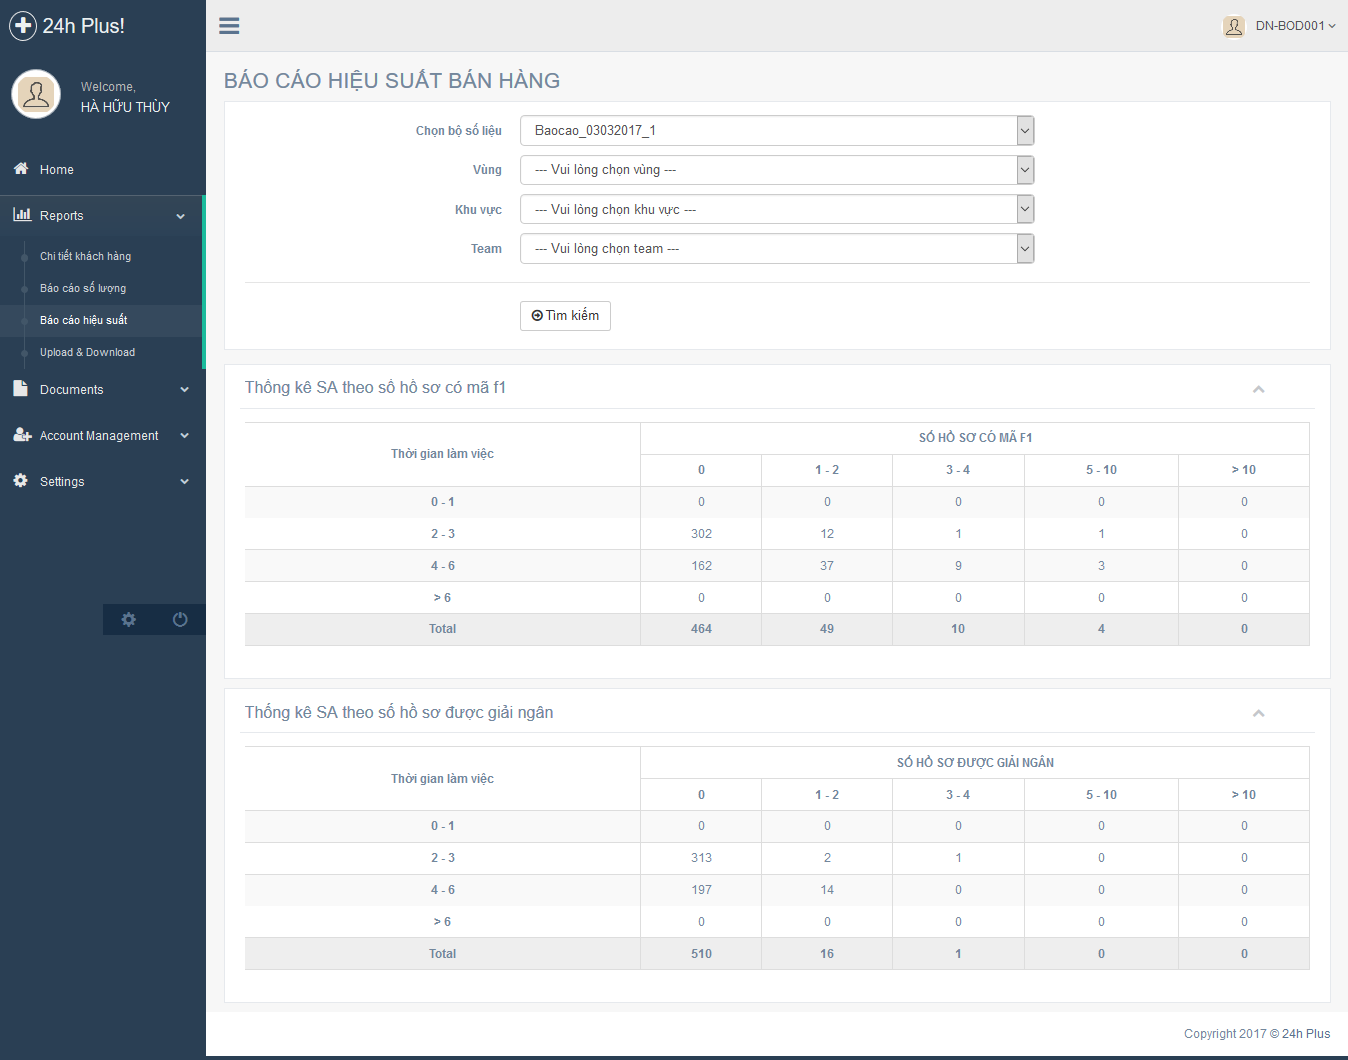 24h Plus!
DN-BOD001
Welcome,
HÀ HỮU THÙY
Home
Reports
Chi tiết khách hàng
Báo cáo số lượng
Báo cáo hiệu suất
Upload & Download
Documents
Account Management
Settings
BÁO CÁO HIỆU SUẤT BÁN HÀNG
Chọn bộ số liệu Baocao_03032017_1
Vùng --- Vui lòng chọn vùng ---
Khu vực --- Vui lòng chọn khu vực ---
Team --- Vui lòng chọn team ---
Tìm kiếm
Thống kê SA theo số hồ sơ có mã f1
Thời gian làm việc SỐ HỒ SƠ CÓ MÃ F1
0 1 - 2 3 - 4 5 - 10 > 10
0 - 1 0 0 0 0 0
2 - 3 302 12 1 1 0
4 - 6 162 37 9 3 0
> 6 0 0 0 0 0
Total 464 49 10 4 0
Thống kê SA theo số hồ sơ được giải ngân
Thời gian làm việc SỐ HỒ SƠ ĐƯỢC GIẢI NGÂN
0 1 - 2 3 - 4 5 - 10 > 10
0 - 1 0 0 0 0 0
2 - 3 313 2 1 0 0
4 - 6 197 14 0 0 0
> 6 0 0 0 0 0
Total 510 16 1 0 0
Copyright 2017 © 24h Plus